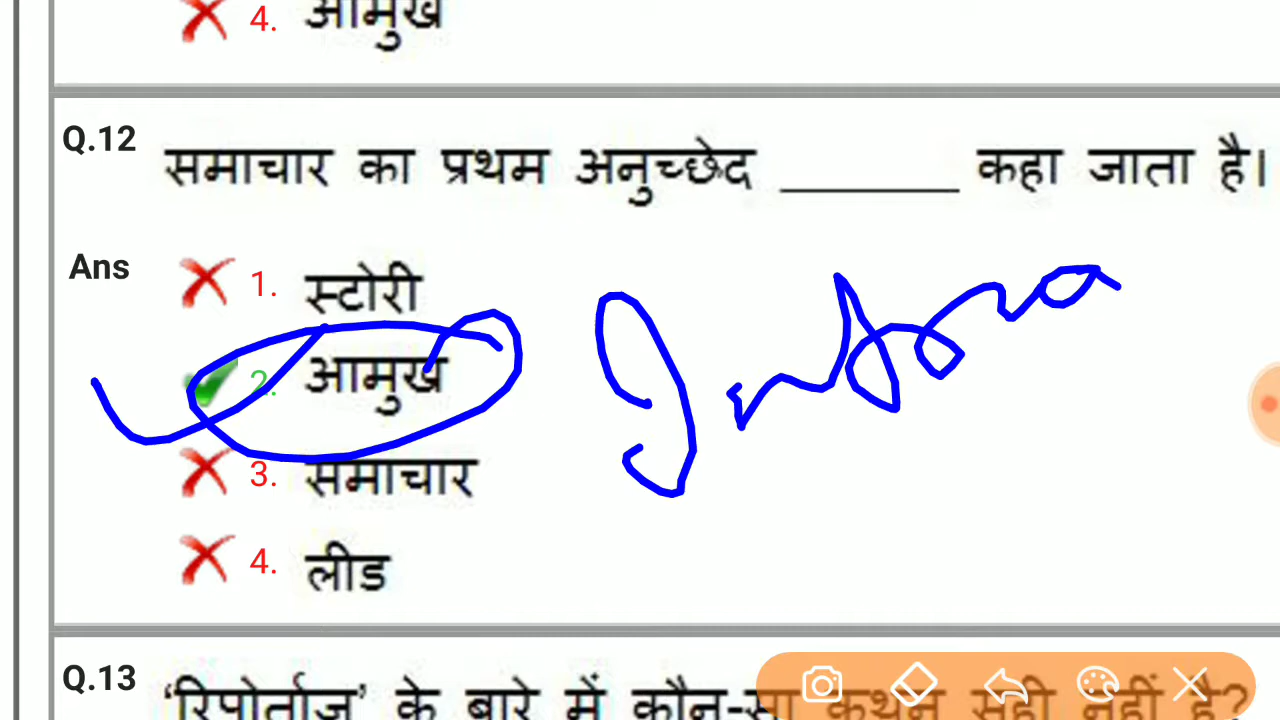 4. आमुख
Q.12 समाचार का प्रथम अनुच्छेद ________ कहा जाता है।
Ans 1. स्टोरी
2. आमुख
3. समाचार
4. लीड
Intro
Q.13 'रिपोर्ताज' के बारे में कौन-सा कथन सही नहीं है?